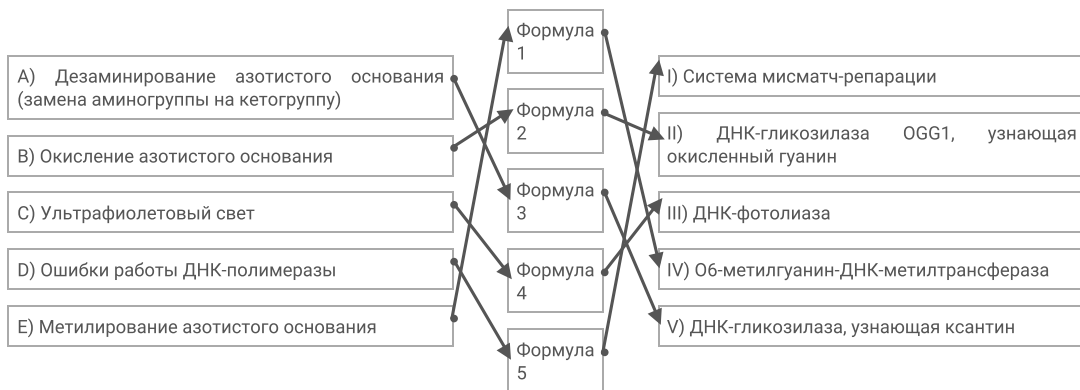 А) Дезаминирование азотистого основания
(замена аминогруппы на кетогруппу)
В) Окисление азотистого основания
С) Ультрафиолетовый свет
D) Ошибки работы ДНК-полимеразы
Е) Метилирование азотистого основания
Формула
1
Формула
2
Формула
3
Формула
4
Формула
5
I) Система мисматч-репарации
II) ДНК-гликозилаза OGG1, узнающая
окисленный гуанин
III) ДНК-фотолиаза
IV) О6-метилгуанин-ДНК-метилтрансфераза
V) ДНК-гликозилаза, узнающая ксантин